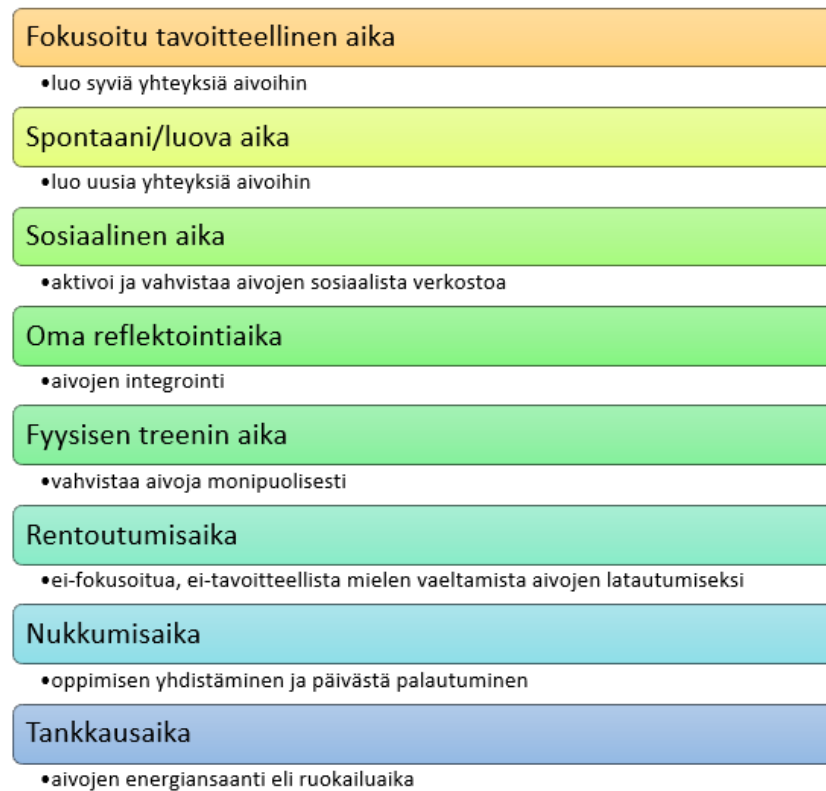 Fokusoitu tavoitteellinen aika
•luo syviä yhteyksiä aivoihin
Spontaani/luova aika
•luo uusia yhteyksiä aivoihin
Sosiaalinen aika
•aktivoi ja vahvistaa aivojen sosiaalista verkostoa
Oma reflektointiaika
•aivojen integrointi
Fyysisen treenin aika
•vahvistaa aivoja monipuolisesti
Rentoutumisaika
•ei-fokusoitua, ei-tavoitteellista mielen vaeltamista aivojen latautumiseksi
Nukkumisaika
•oppimisen yhdistäminen ja päivästä palautuminen
Tankkausaika
•aivojen energiansaanti eli ruokailuaika